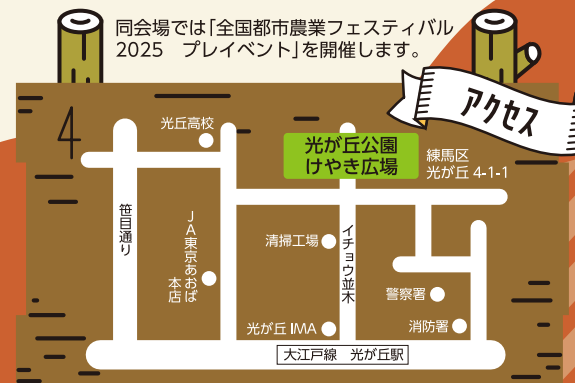 同会場では「全国都市農業フェスティバル
2025　プレイベント」を開催します。
アクセス
光丘高校
光が丘公園
けやき広場
練馬区
光が丘 4-1-1
笹目通り
JA東京あおば
本店
清掃工場
イチョウ並木
警察署
光が丘 IMA
消防署
大江戸線　光が丘駅